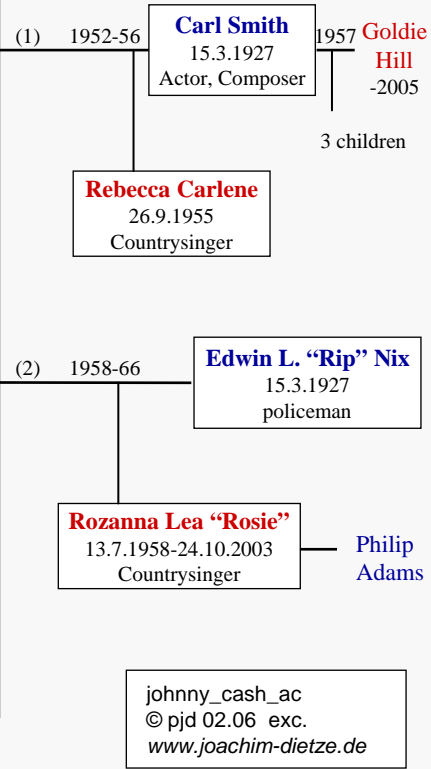 (1) 1952-56
Carl Smith
15.3.1927
Actor, Composer
1957 Goldie
Hill
-2005
3 children
Rebecca Carlene
26.9.1955
Countrysinger
(2) 1958-66
Edwin L. “Rip” Nix
15.3.1927
policeman
Rozanna Lea “Rosie”
13.7.1958-24.10.2003
Countrysinger
Philip
Adams
johnny_cash_ac
© pjd 02.06 exc.
www.joachim-dietze.de